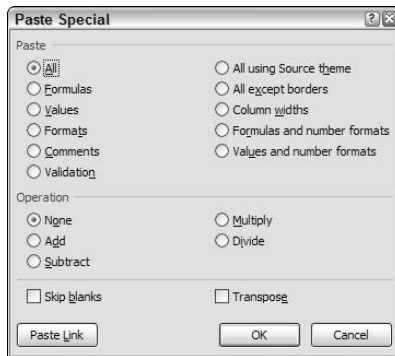 Paste Special
Paste
All
Formulas
Values
Formats
Comments
Validation
All using Source theme
All except borders
Column widths
Formulas and number formats
Values and number formats
Operation
None
Add
Subtract
Multiply
Divide
Skip blanks
Transpose
Paste Link
OK
Cancel